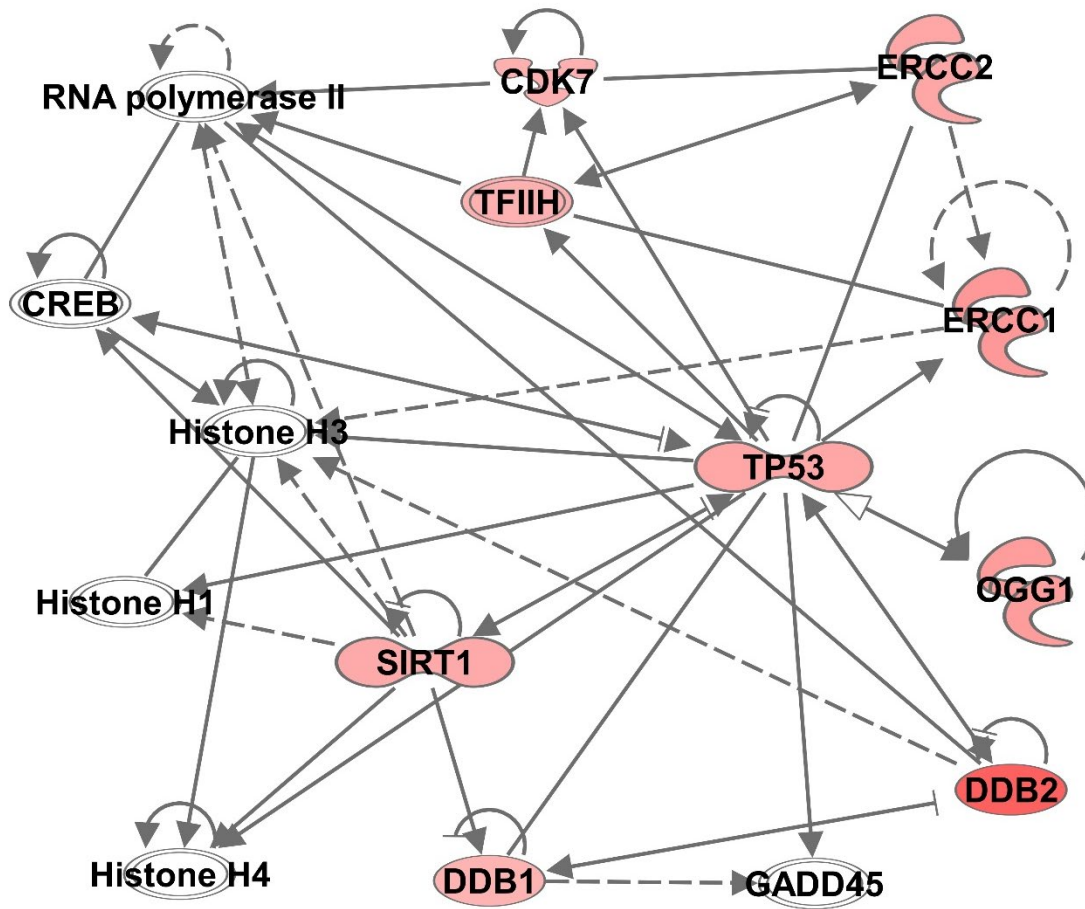 ERCC2
CDK7
RNA polymerase II
TFIIH
CREB
ERCC1
Histone H3
TP53
OGG1
Histone H1
SIRT1
DDB2
Histone H4
DDB1
GADD45